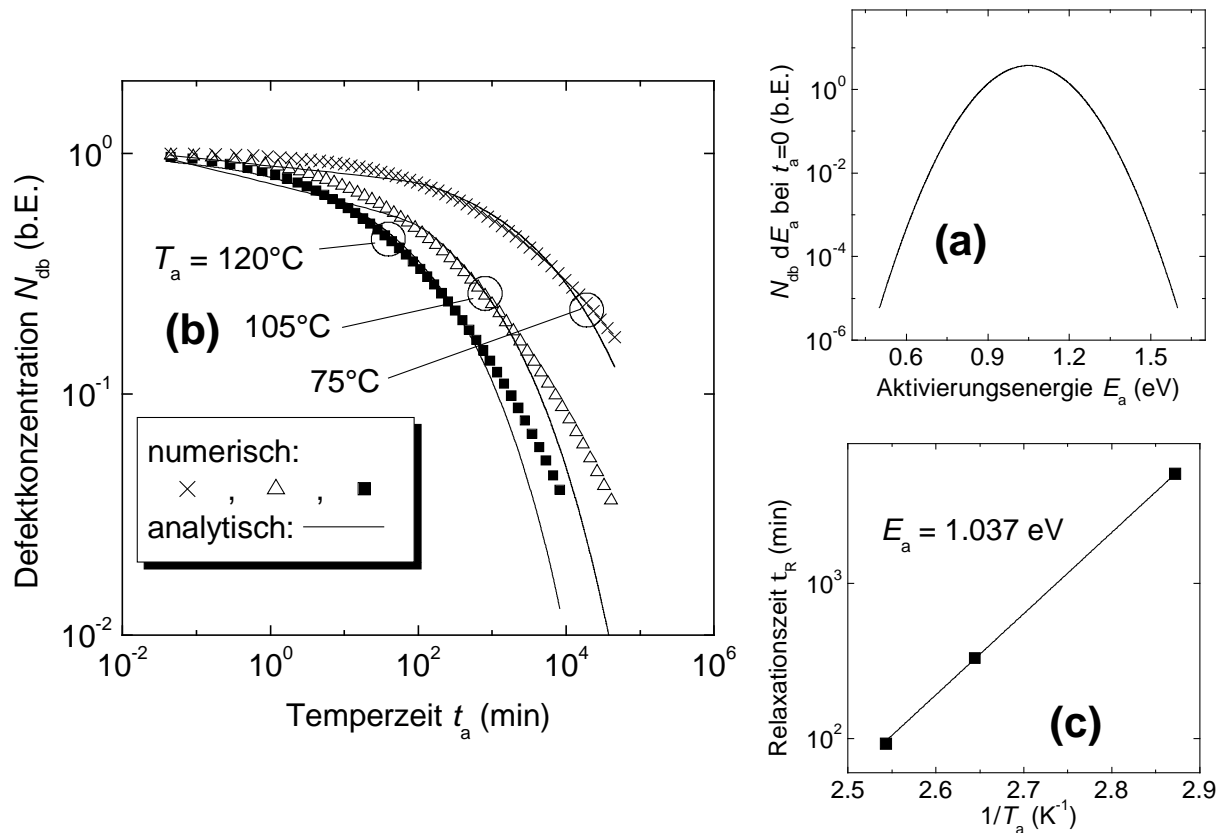 10^0
10^-1
10^-2
10^-2 10^0 10^2 10^4 10^6
Defektkonzentration N_db (b.E.)
Temperzeit t_a (min)
T_a = 120°C
(b) 105°C
75°C
numerisch:
× , △ , ■
analytisch:
10^0
10^-2
10^-4
10^-6
0.6 0.9 1.2 1.5
N_db dE_a bei t_a=0 (b.E.)
Aktivierungsenergie E_a (eV)
(a)
10^3
10^2
2.5 2.6 2.7 2.8 2.9
Relaxationszeit t_R (min)
1/T_a (K^-1)
E_a = 1.037 eV
(c)